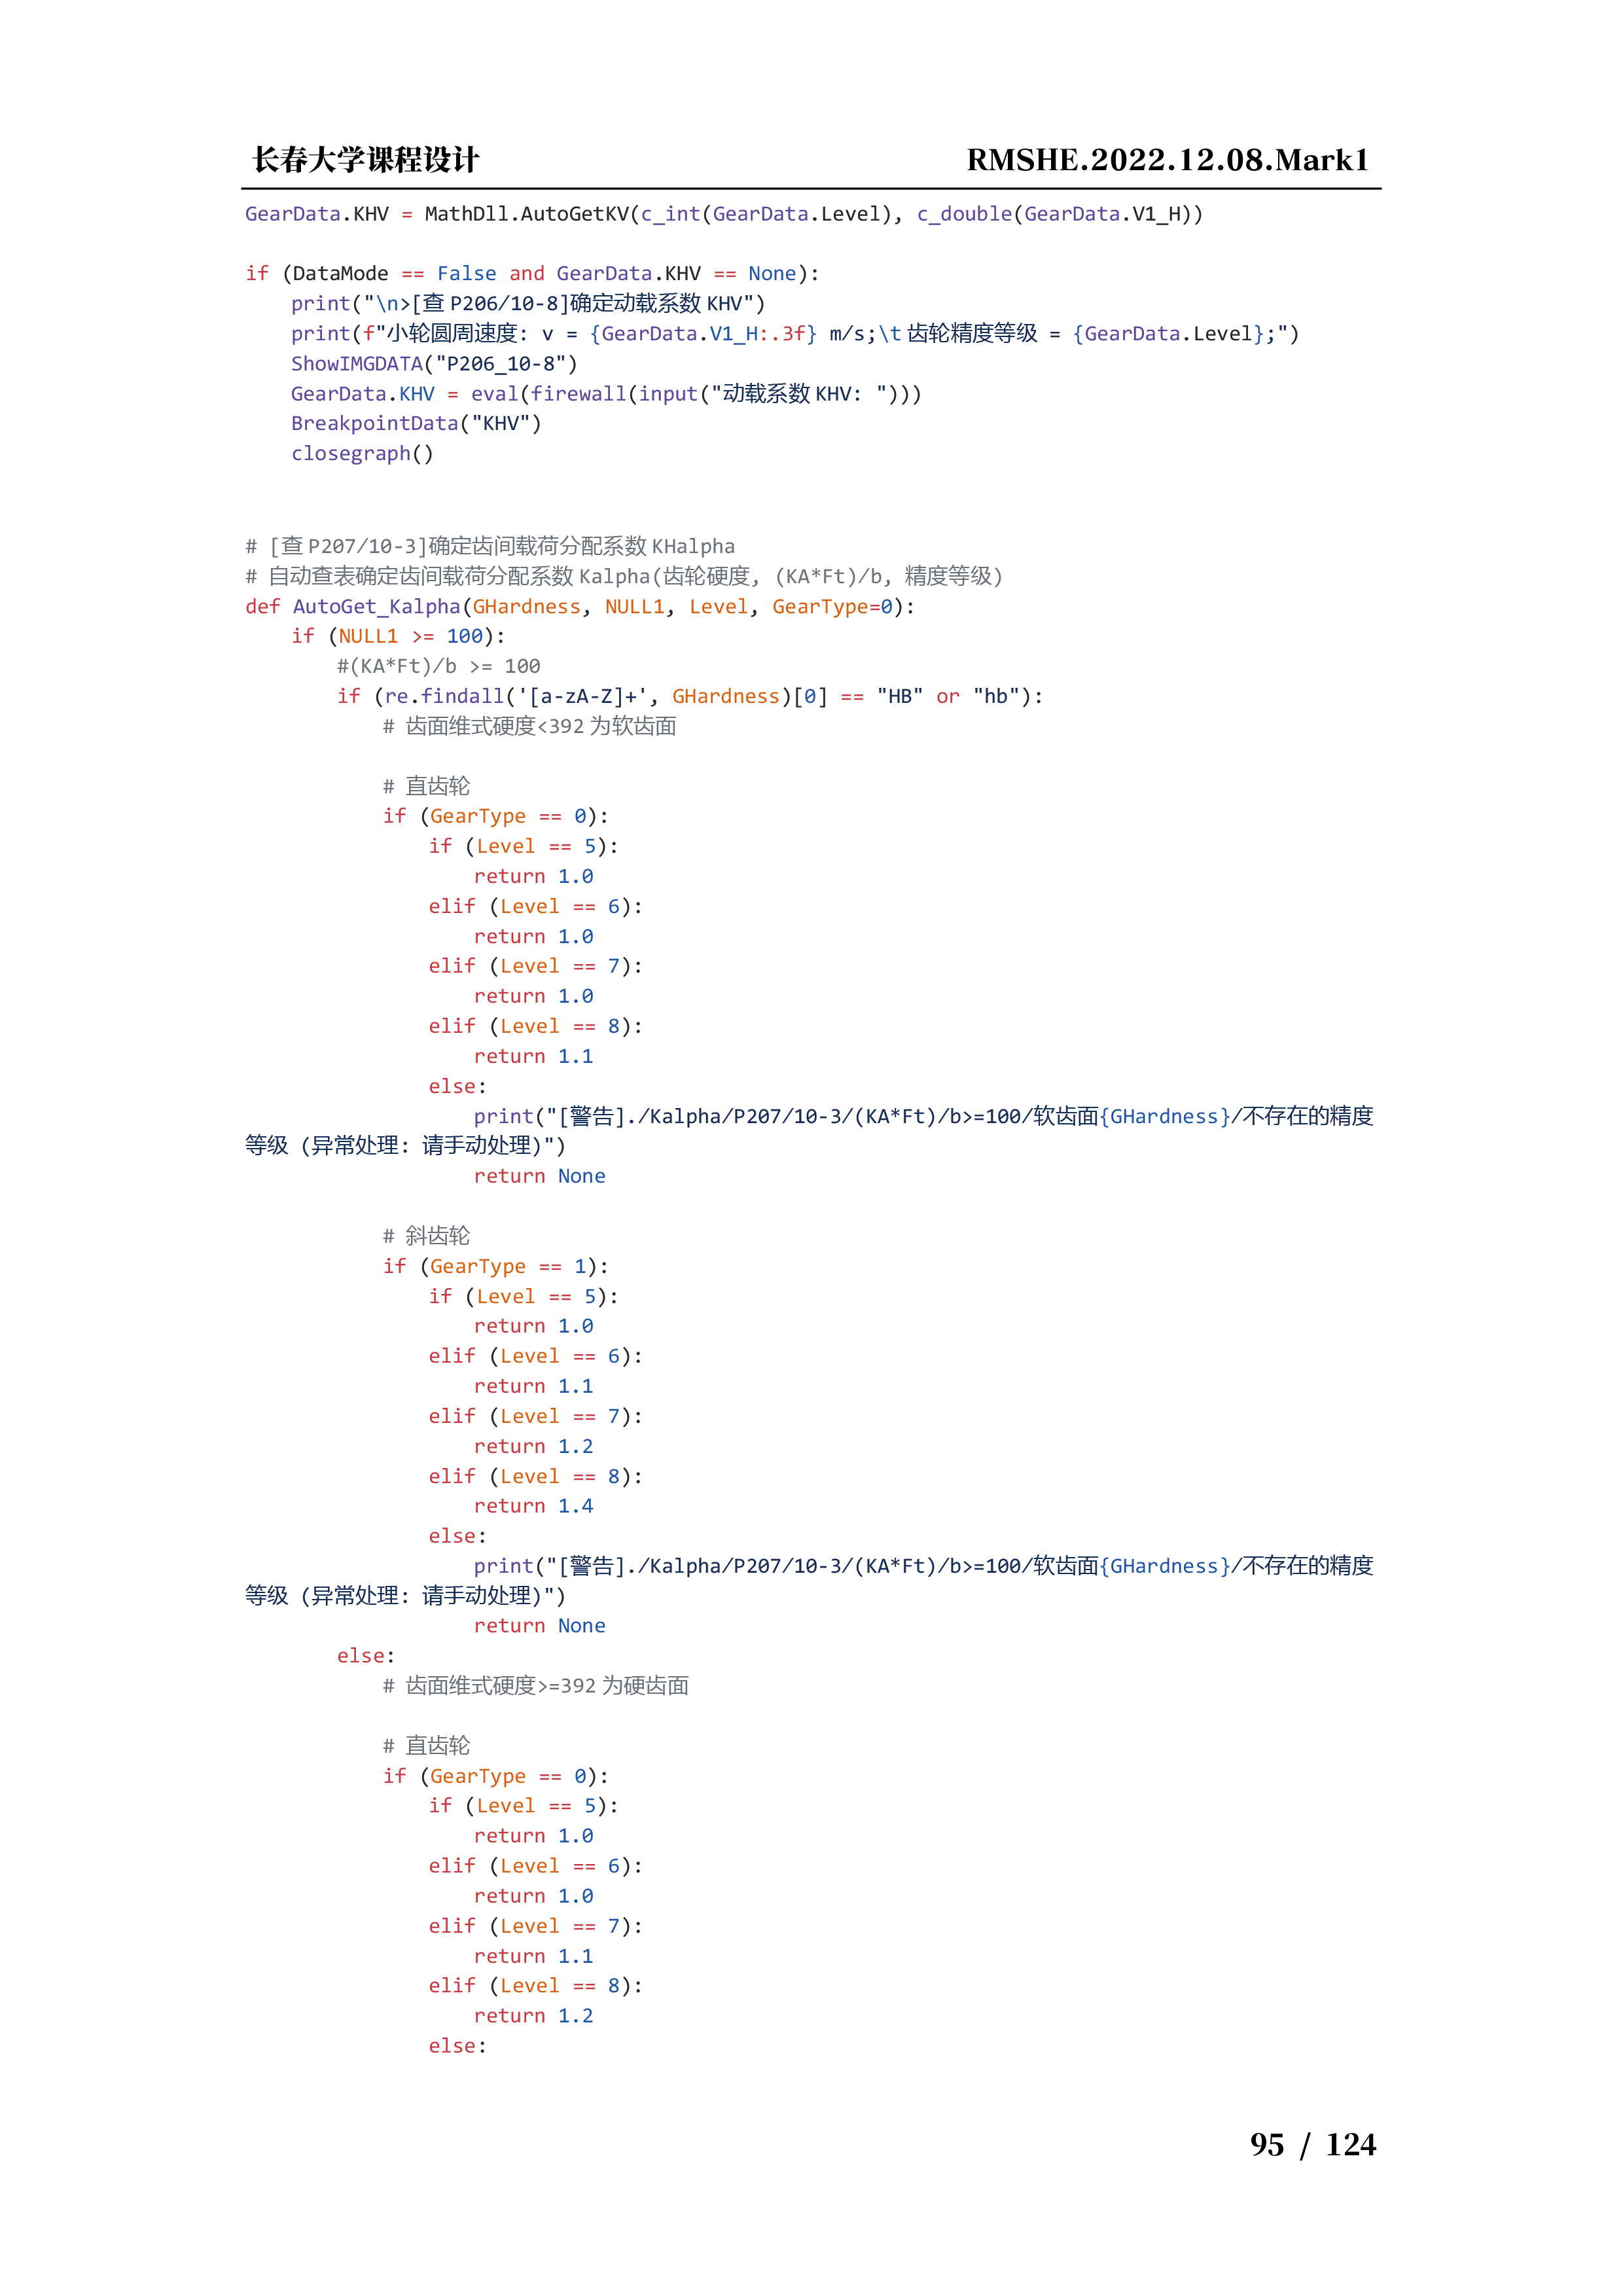 长春大学课程设计
RMSHE.2022.12.08.Mark1
GearData.KHV = MathDll.AutoGetKV(c_int(GearData.Level), c_double(GearData.V1_H))
if (DataMode == False and GearData.KHV == None):
    print("\n>[查 P206/10-8]确定动载系数 KHV")
    print(f"小轮圆周速度: v = {GearData.V1_H:.3f} m/s;\t 齿轮精度等级 = {GearData.Level};")
    ShowIMGDATA("P206_10-8")
    GearData.KHV = eval(firewall(input("动载系数 KHV: ")))
    BreakpointData("KHV")
    closegraph()
# [查 P207/10-3]确定齿间载荷分配系数 KHalpha
# 自动查表确定齿间载荷分配系数 Kalpha(齿轮硬度, (KA*Ft)/b, 精度等级)
def AutoGet_Kalpha(GHardness, NULL1, Level, GearType=0):
    if (NULL1 >= 100):
        #(KA*Ft)/b >= 100
        if (re.findall('[a-zA-Z]+', GHardness)[0] == "HB" or "hb"):
            # 齿面维式硬度<392 为软齿面
            # 直齿轮
            if (GearType == 0):
                if (Level == 5):
                    return 1.0
                elif (Level == 6):
                    return 1.0
                elif (Level == 7):
                    return 1.0
                elif (Level == 8):
                    return 1.1
                else:
                    print("[警告]./Kalpha/P207/10-3/(KA*Ft)/b>=100/软齿面{GHardness}/不存在的精度
等级 (异常处理: 请手动处理)")
                    return None
            # 斜齿轮
            if (GearType == 1):
                if (Level == 5):
                    return 1.0
                elif (Level == 6):
                    return 1.1
                elif (Level == 7):
                    return 1.2
                elif (Level == 8):
                    return 1.4
                else:
                    print("[警告]./Kalpha/P207/10-3/(KA*Ft)/b>=100/软齿面{GHardness}/不存在的精度
等级 (异常处理: 请手动处理)")
                    return None
        else:
            # 齿面维式硬度>=392 为硬齿面
            # 直齿轮
            if (GearType == 0):
                if (Level == 5):
                    return 1.0
                elif (Level == 6):
                    return 1.0
                elif (Level == 7):
                    return 1.1
                elif (Level == 8):
                    return 1.2
                else:
95 / 124